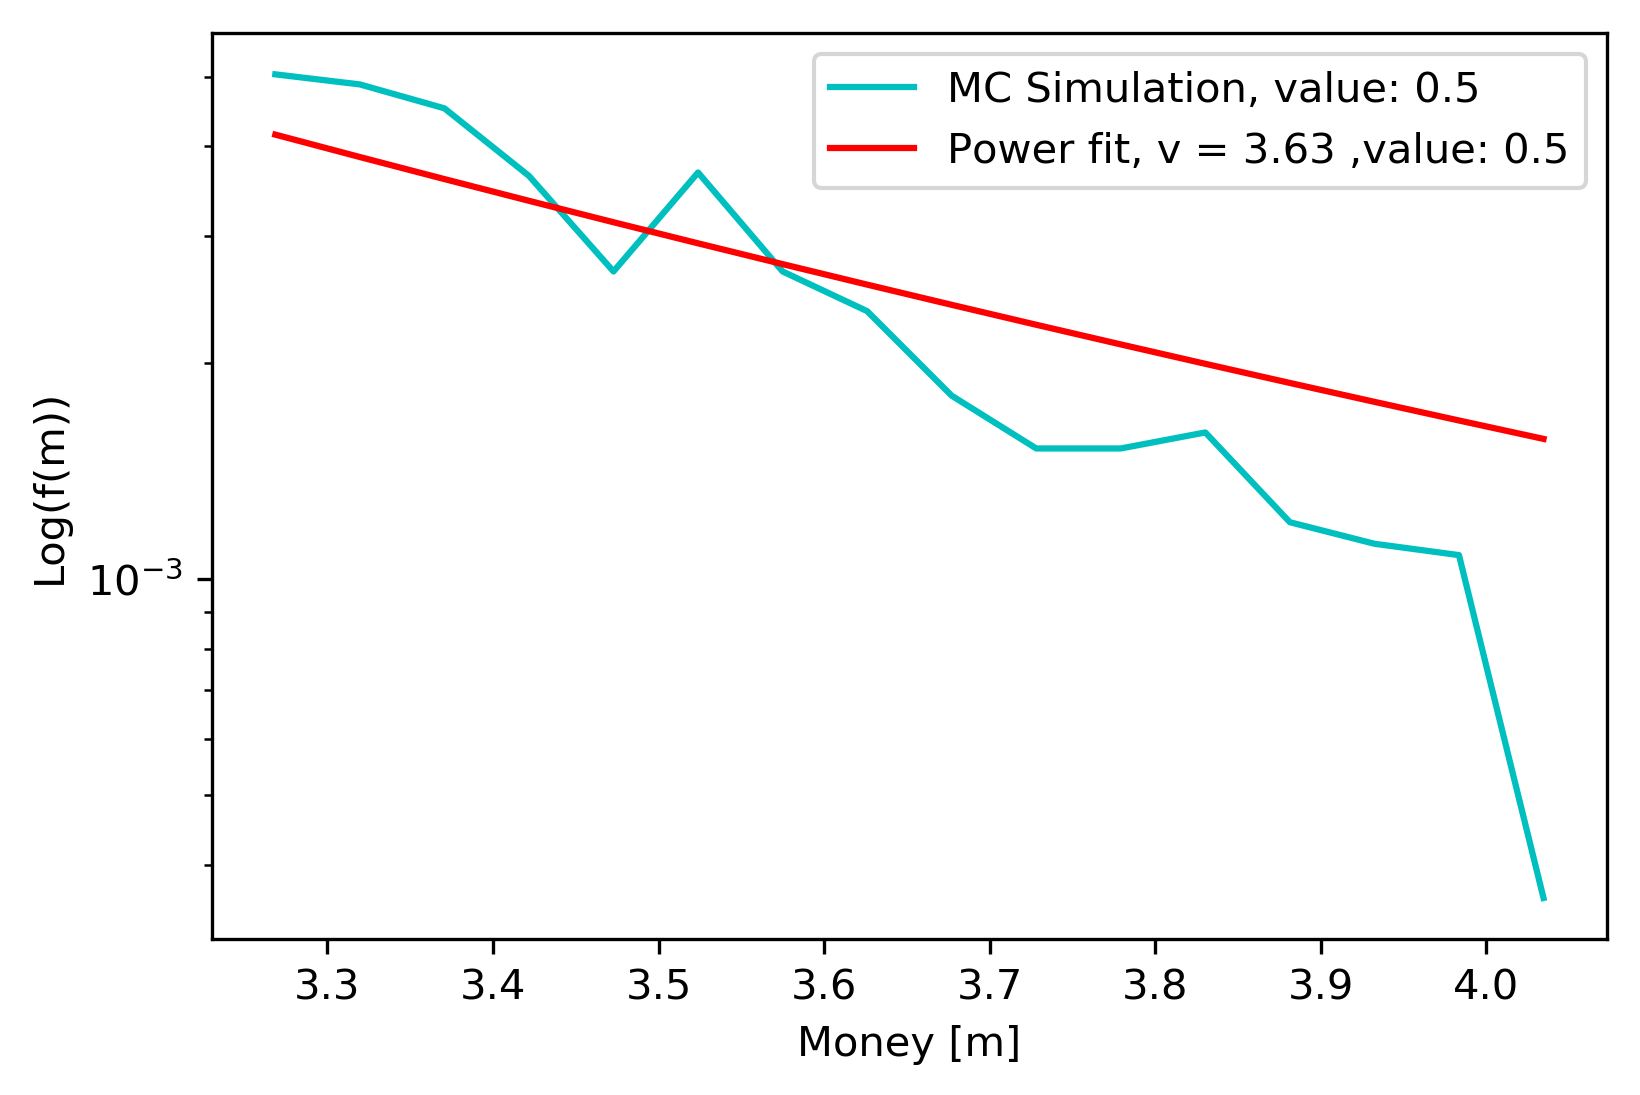 MC Simulation, value: 0.5
Power fit, v = 3.63 ,value: 0.5
Log(f(m))
10⁻³
3.3 3.4 3.5 3.6 3.7 3.8 3.9 4.0
Money [m]